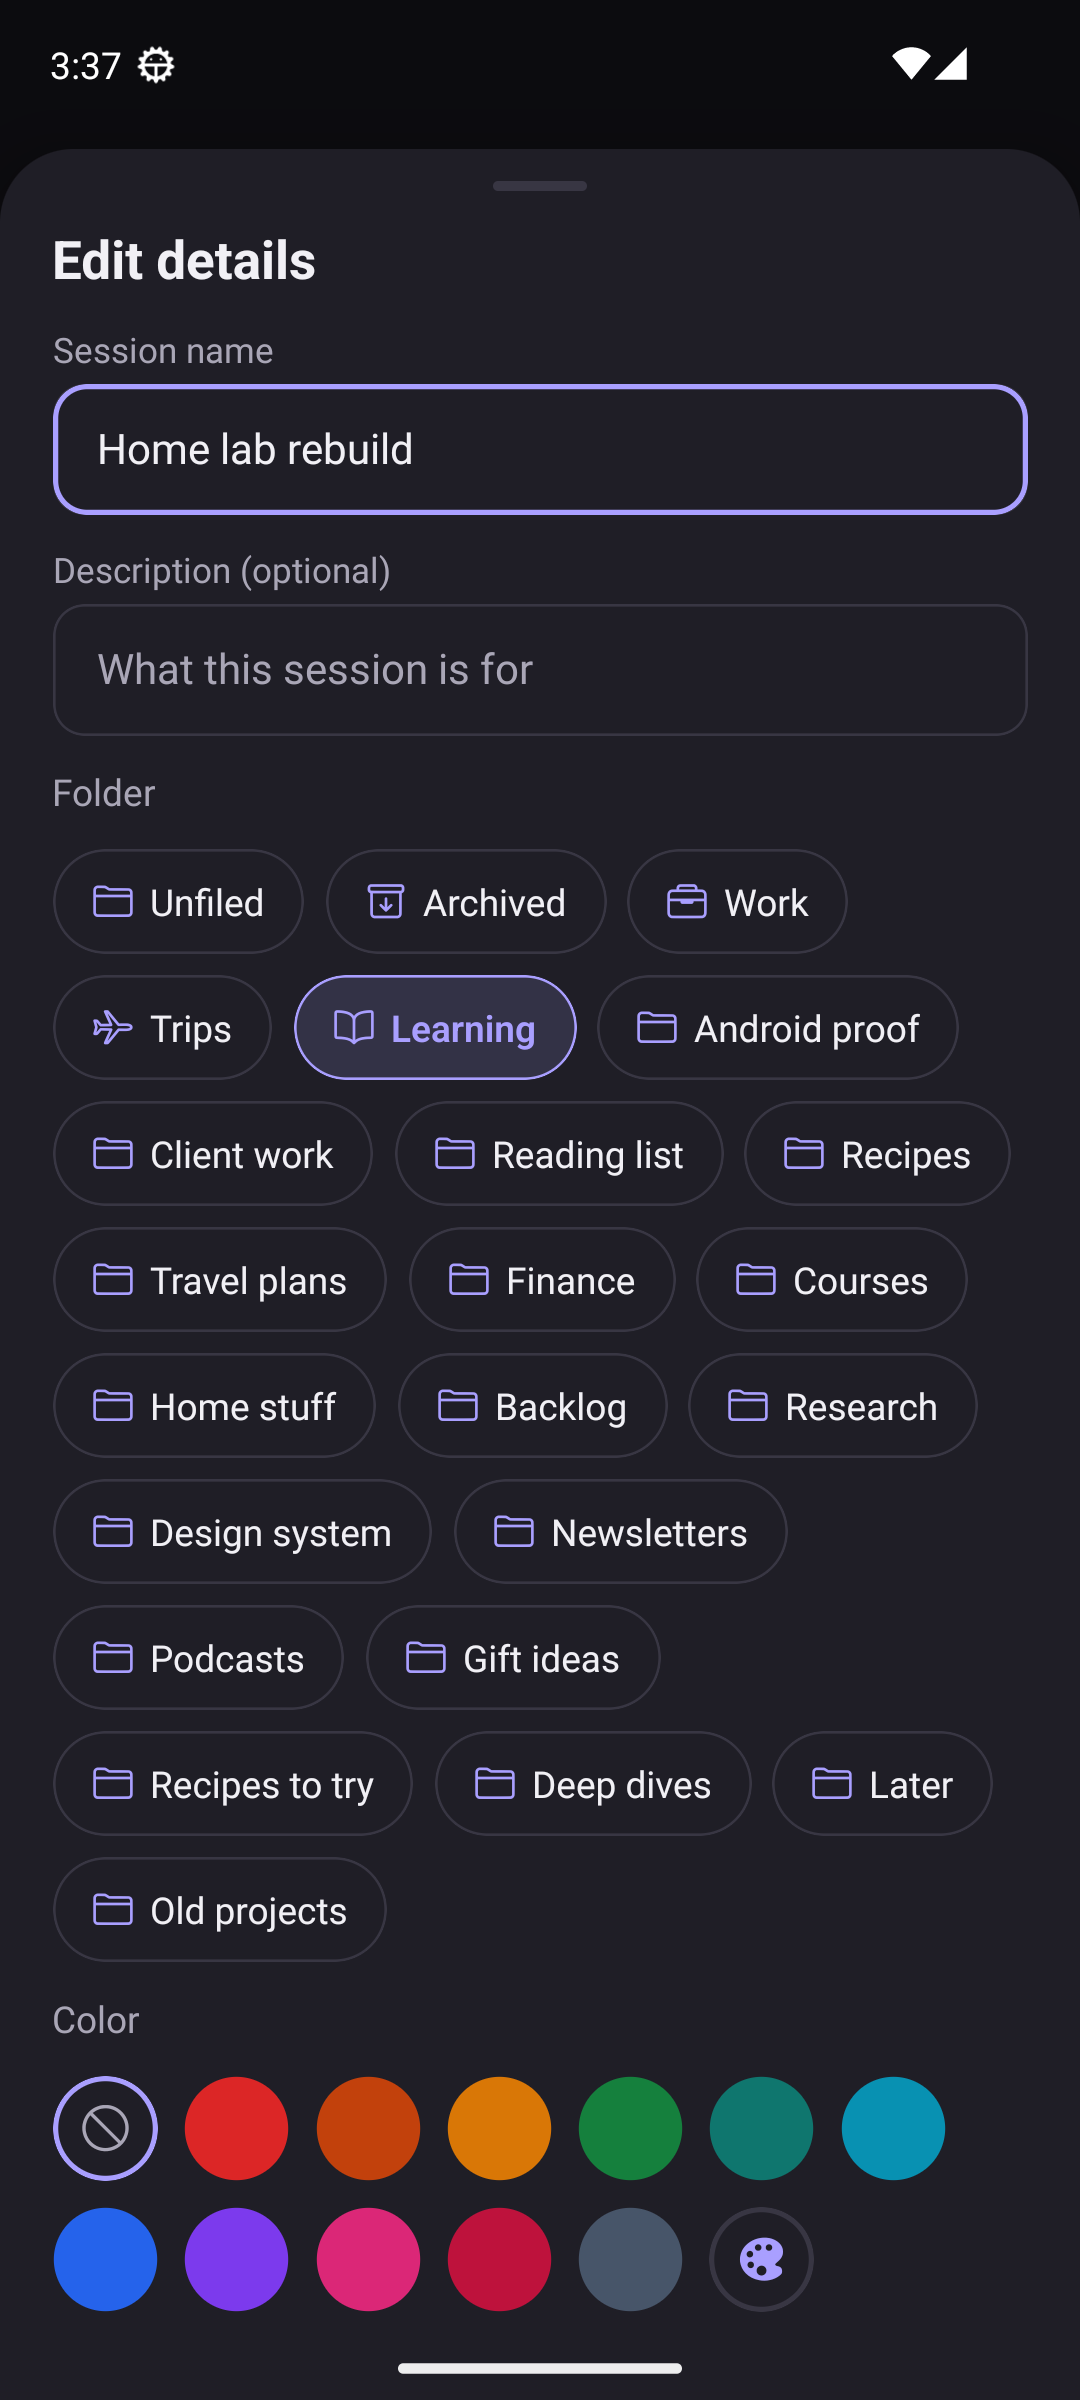 3:37
Edit details
Session name
Home lab rebuild
Description (optional)
What this session is for
Folder
Unfiled Archived Work
Trips Learning Android proof
Client work Reading list Recipes
Travel plans Finance Courses
Home stuff Backlog Research
Design system Newsletters
Podcasts Gift ideas
Recipes to try Deep dives Later
Old projects
Color